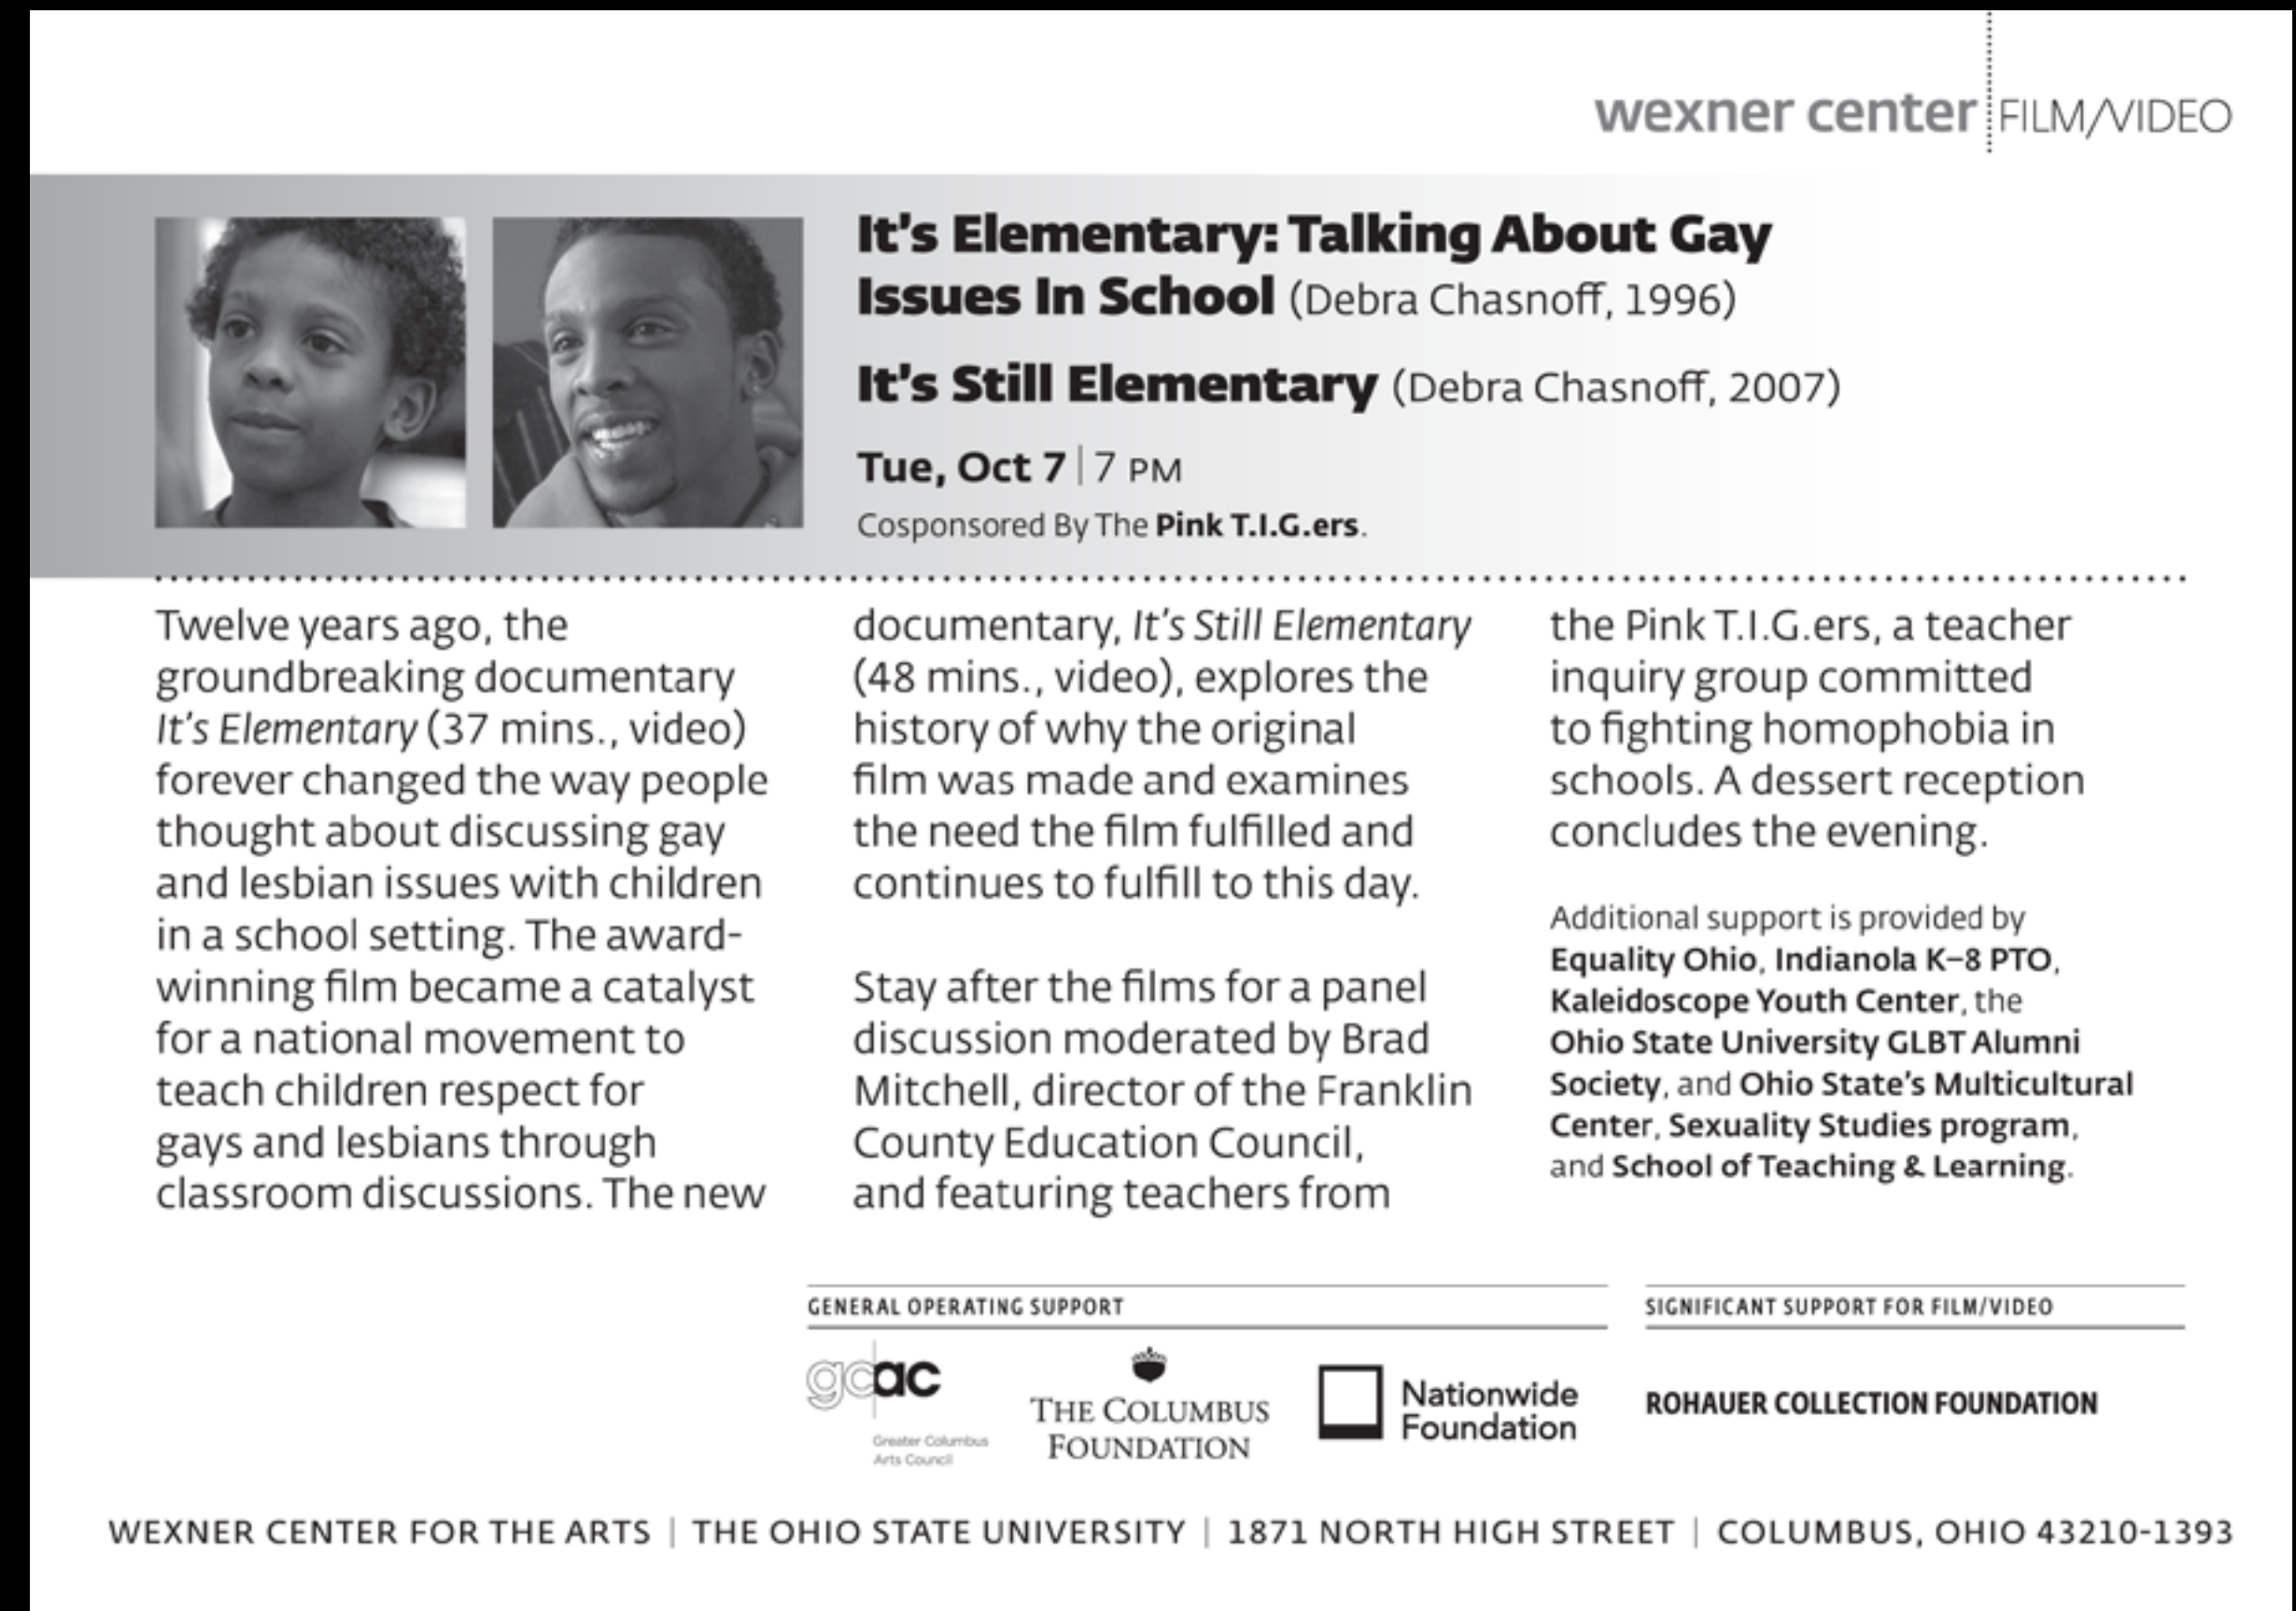 wexner center FILM/VIDEO
It's Elementary: Talking About Gay
Issues In School (Debra Chasnoff, 1996)
It's Still Elementary (Debra Chasnoff, 2007)
Tue, Oct 7 | 7 PM
Cosponsored By The Pink T.I.G.ers.
Twelve years ago, the
groundbreaking documentary
It's Elementary (37 mins., video)
forever changed the way people
thought about discussing gay
and lesbian issues with children
in a school setting. The award-
winning film became a catalyst
for a national movement to
teach children respect for
gays and lesbians through
classroom discussions. The new
documentary, It's Still Elementary
(48 mins., video), explores the
history of why the original
film was made and examines
the need the film fulfilled and
continues to fulfill to this day.
Stay after the films for a panel
discussion moderated by Brad
Mitchell, director of the Franklin
County Education Council,
and featuring teachers from
the Pink T.I.G.ers, a teacher
inquiry group committed
to fighting homophobia in
schools. A dessert reception
concludes the evening.
Additional support is provided by
Equality Ohio, Indianola K–8 PTO,
Kaleidoscope Youth Center, the
Ohio State University GLBT Alumni
Society, and Ohio State's Multicultural
Center, Sexuality Studies program,
and School of Teaching & Learning.
GENERAL OPERATING SUPPORT
gcac
Greater Columbus
Arts Council
THE COLUMBUS
FOUNDATION
Nationwide
Foundation
SIGNIFICANT SUPPORT FOR FILM/VIDEO
ROHAUER COLLECTION FOUNDATION
WEXNER CENTER FOR THE ARTS | THE OHIO STATE UNIVERSITY | 1871 NORTH HIGH STREET | COLUMBUS, OHIO 43210-1393